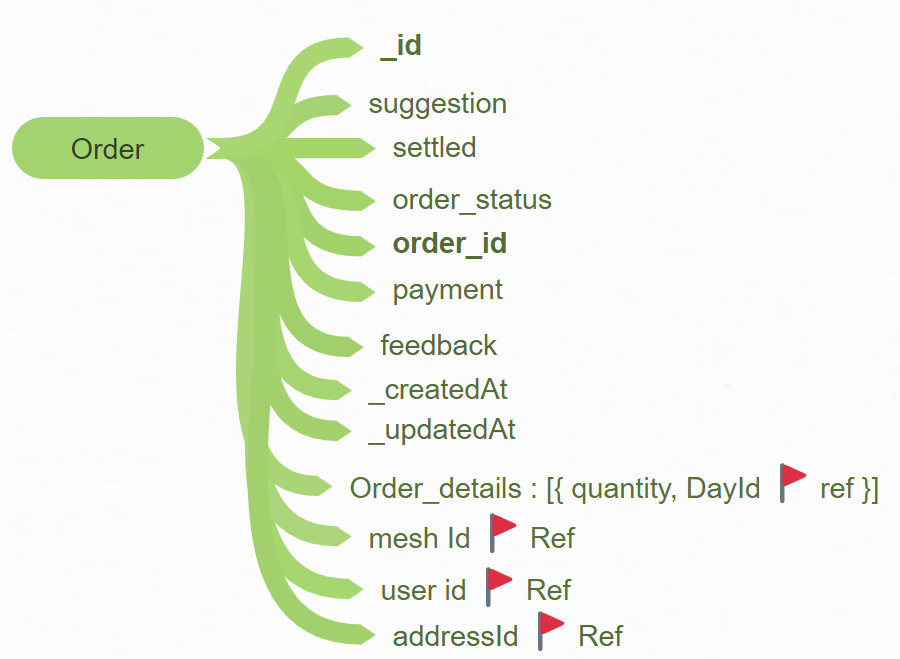 Order
_id
suggestion
settled
order_status
order_id
payment
feedback
_createdAt
_updatedAt
Order_details : [{ quantity, DayId ref }]
mesh Id Ref
user id Ref
addressId Ref